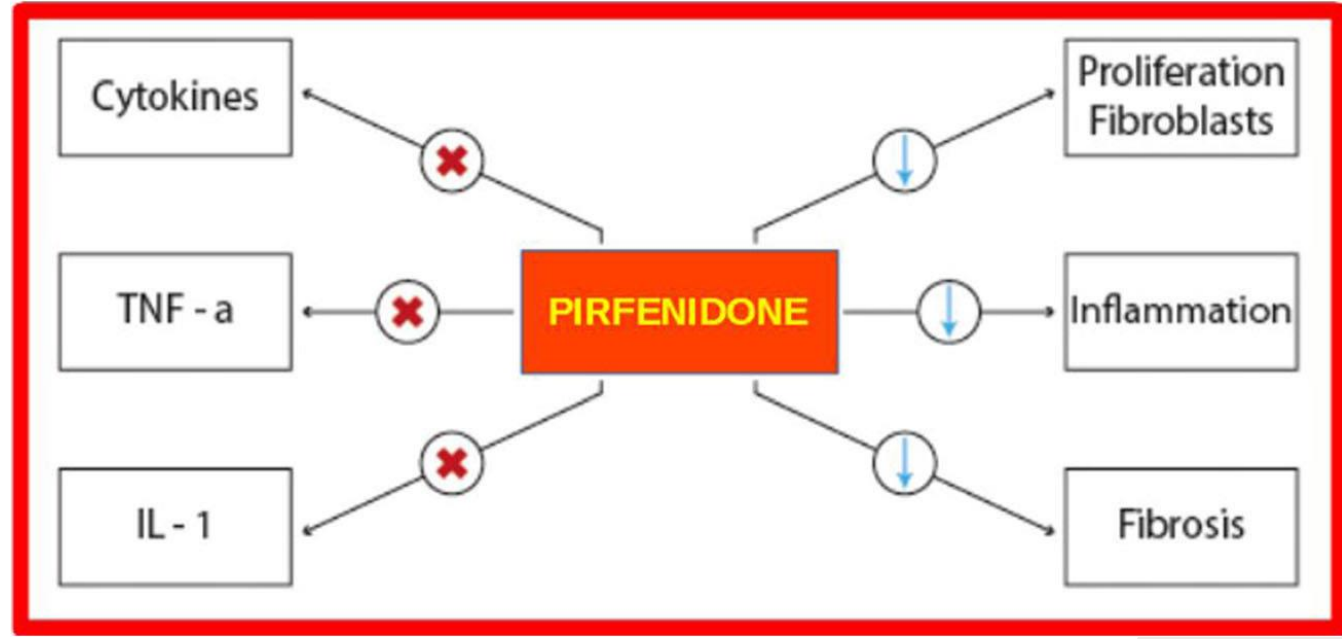 Cytokines
Proliferation
Fibroblasts
TNF - a
PIRFENIDONE
Inflammation
IL - 1
Fibrosis